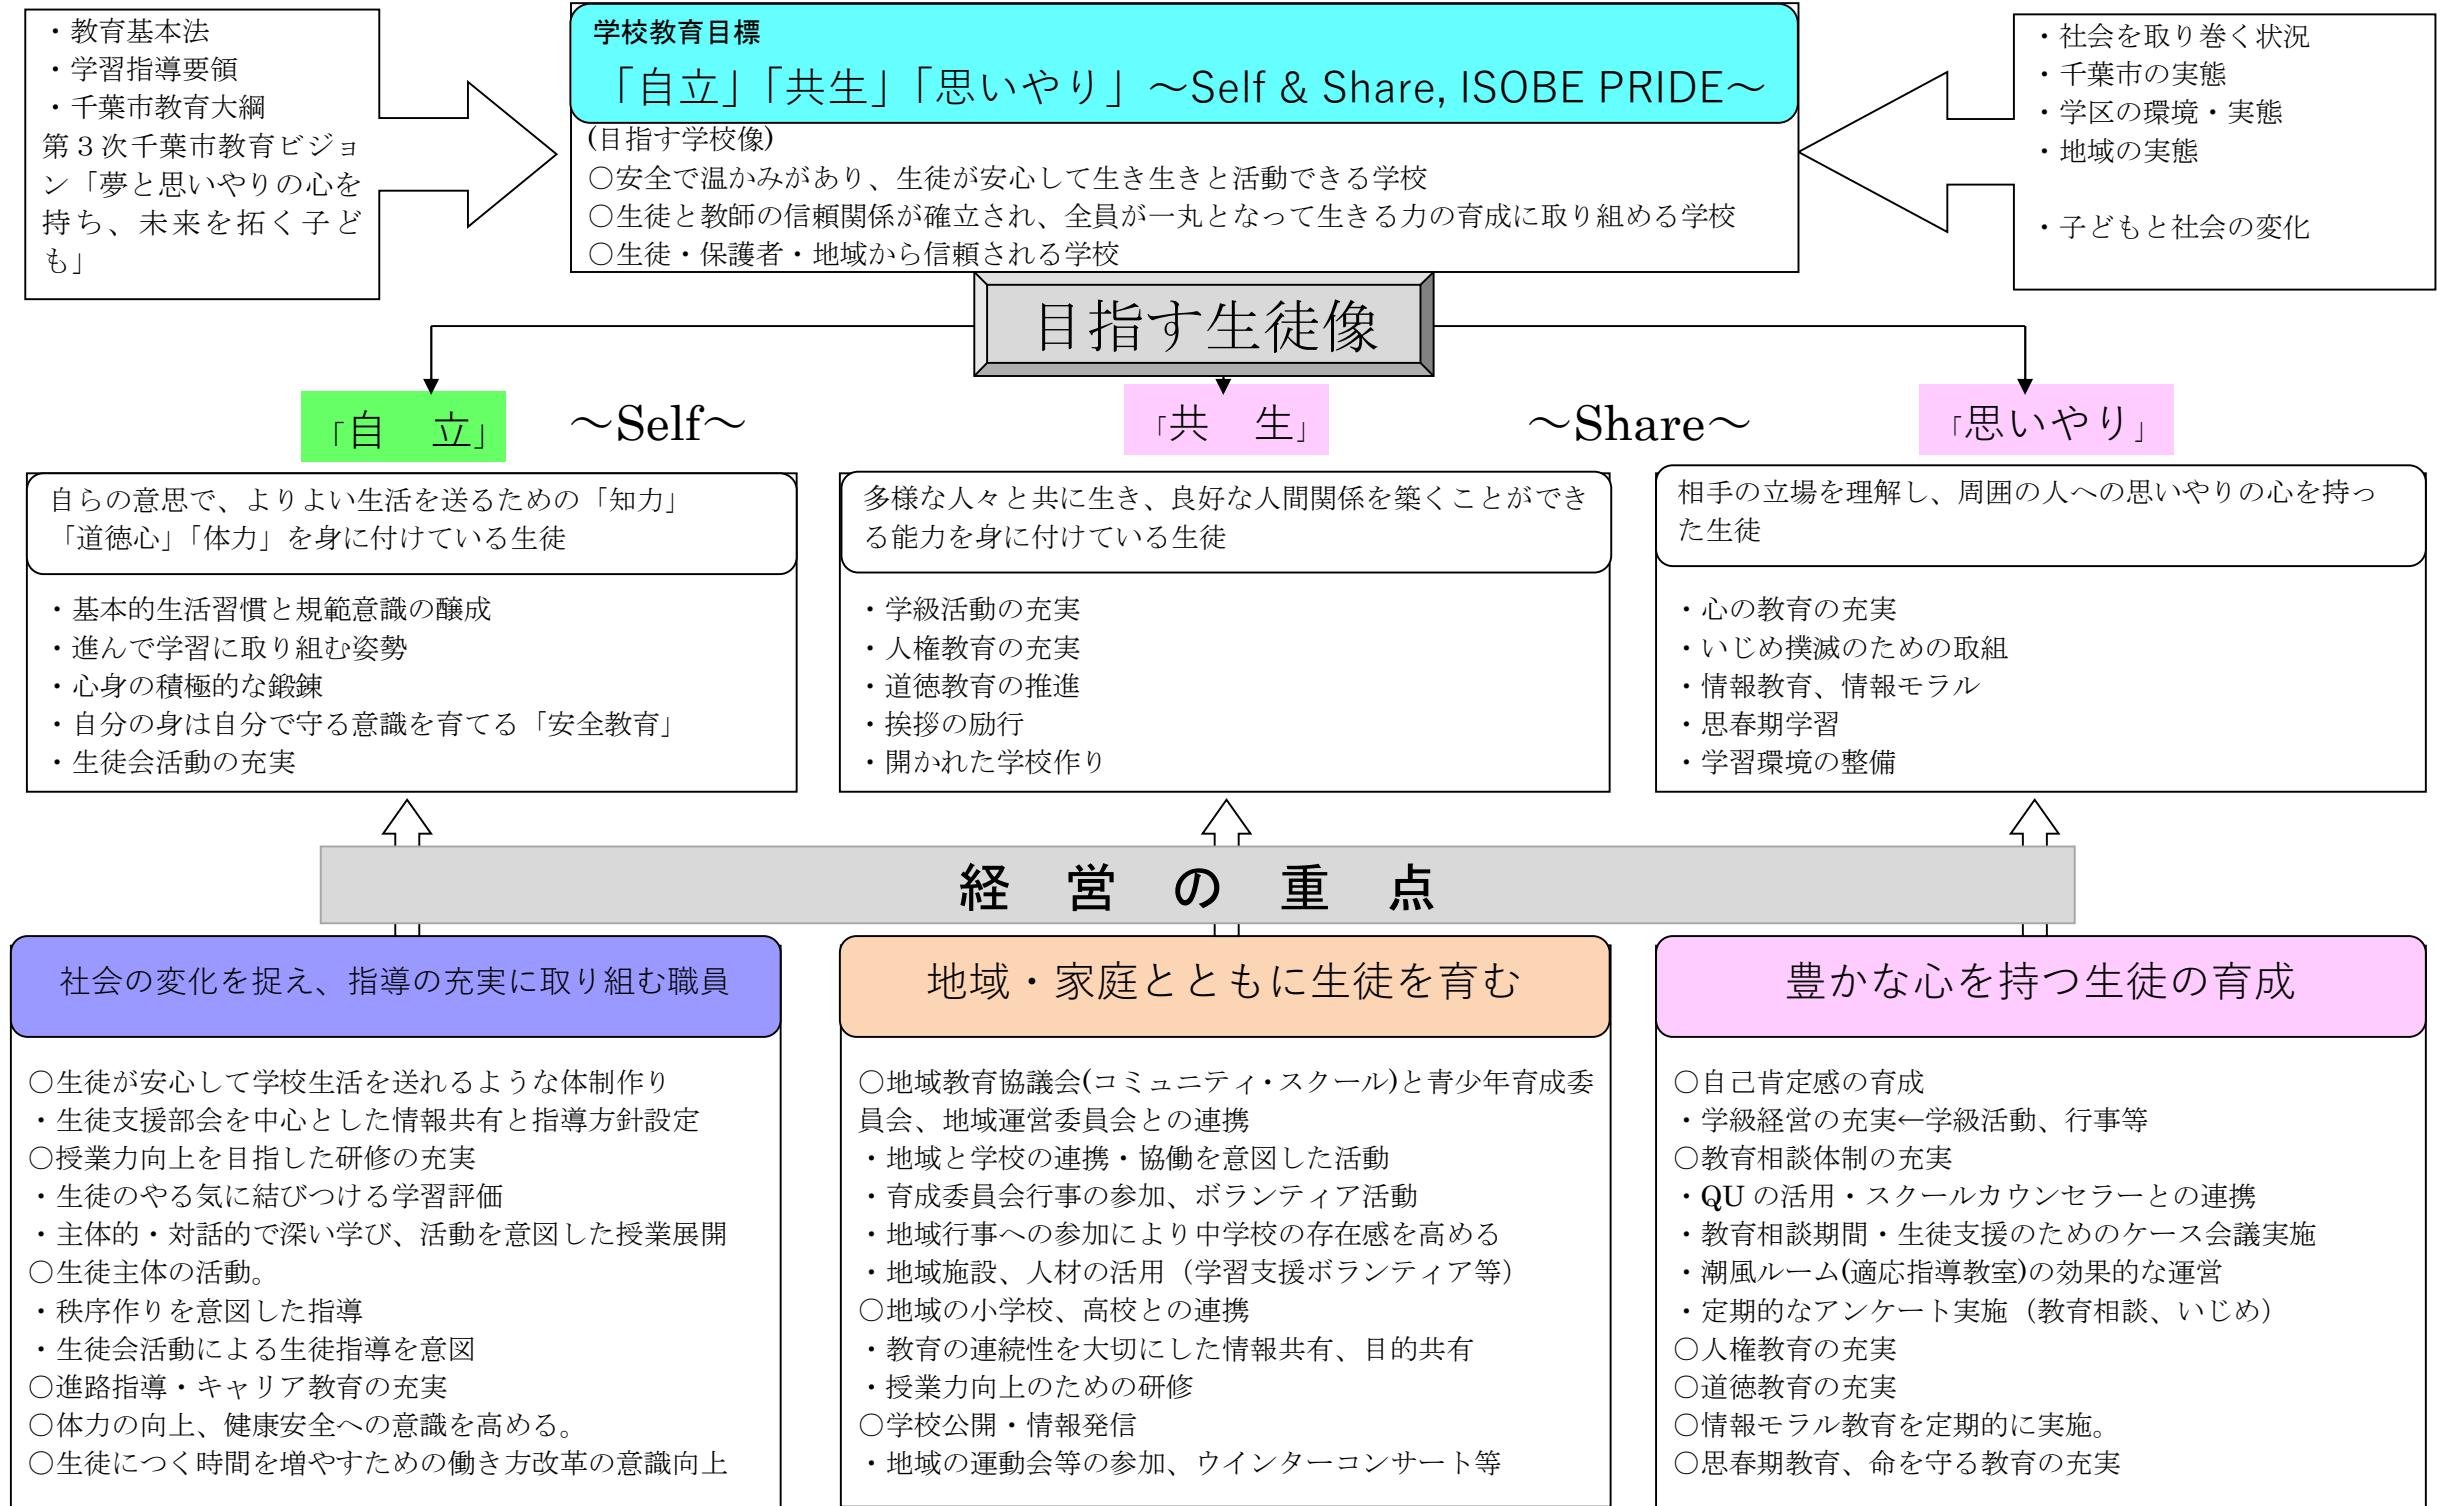 ・教育基本法
・学習指導要領
・千葉市教育大綱
第３次千葉市教育ビジョ
ン「夢と思いやりの心を
持ち、未来を拓く子ど
も」
学校教育目標
「自立」「共生」「思いやり」～Self & Share, ISOBE PRIDE～
(目指す学校像)
○安全で温かみがあり、生徒が安心して生き生きと活動できる学校
○生徒と教師の信頼関係が確立され、全員が一丸となって生きる力の育成に取り組める学校
○生徒・保護者・地域から信頼される学校
・社会を取り巻く状況
・千葉市の実態
・学区の環境・実態
・地域の実態
・子どもと社会の変化
目指す生徒像
「自　立」
～Self～
「共　生」
～Share～
「思いやり」
自らの意思で、よりよい生活を送るための「知力」
「道徳心」「体力」を身に付けている生徒
・基本的生活習慣と規範意識の醸成
・進んで学習に取り組む姿勢
・心身の積極的な鍛錬
・自分の身は自分で守る意識を育てる「安全教育」
・生徒会活動の充実
多様な人々と共に生き、良好な人間関係を築くことができ
る能力を身に付けている生徒
・学級活動の充実
・人権教育の充実
・道徳教育の推進
・挨拶の励行
・開かれた学校作り
相手の立場を理解し、周囲の人への思いやりの心を持っ
た生徒
・心の教育の充実
・いじめ撲滅のための取組
・情報教育、情報モラル
・思春期学習
・学習環境の整備
経　営　の　重　点
社会の変化を捉え、指導の充実に取り組む職員
○生徒が安心して学校生活を送れるような体制作り
・生徒支援部会を中心とした情報共有と指導方針設定
○授業力向上を目指した研修の充実
・生徒のやる気に結びつける学習評価
・主体的・対話的で深い学び、活動を意図した授業展開
○生徒主体の活動。
・秩序作りを意図した指導
・生徒会活動による生徒指導を意図
○進路指導・キャリア教育の充実
○体力の向上、健康安全への意識を高める。
○生徒につく時間を増やすための働き方改革の意識向上
地域・家庭とともに生徒を育む
○地域教育協議会(コミュニティ・スクール)と青少年育成委
員会、地域運営委員会との連携
・地域と学校の連携・協働を意図した活動
・育成委員会行事の参加、ボランティア活動
・地域行事への参加により中学校の存在感を高める
・地域施設、人材の活用（学習支援ボランティア等）
○地域の小学校、高校との連携
・教育の連続性を大切にした情報共有、目的共有
・授業力向上のための研修
○学校公開・情報発信
・地域の運動会等の参加、ウインターコンサート等
豊かな心を持つ生徒の育成
○自己肯定感の育成
・学級経営の充実←学級活動、行事等
○教育相談体制の充実
・QU の活用・スクールカウンセラーとの連携
・教育相談期間・生徒支援のためのケース会議実施
・潮風ルーム(適応指導教室)の効果的な運営
・定期的なアンケート実施（教育相談、いじめ）
○人権教育の充実
○道徳教育の充実
○情報モラル教育を定期的に実施。
○思春期教育、命を守る教育の充実